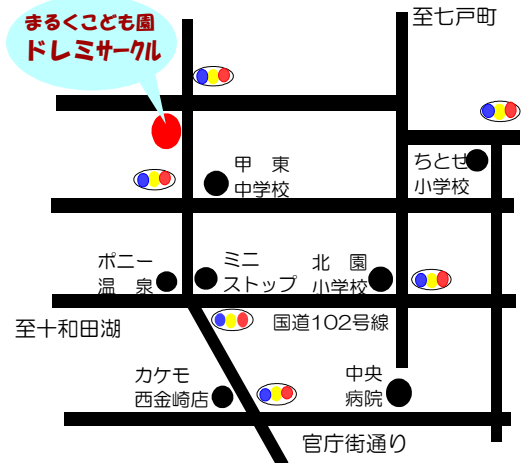 まるくこども園
ドレミサークル
至七戸町
甲 東
中学校
ちとせ
小学校
ポニー
温 泉
ミニ
ストップ
北 園
小学校
至十和田湖
国道102号線
カケモ
西金崎店
中央
病院
官庁街通り